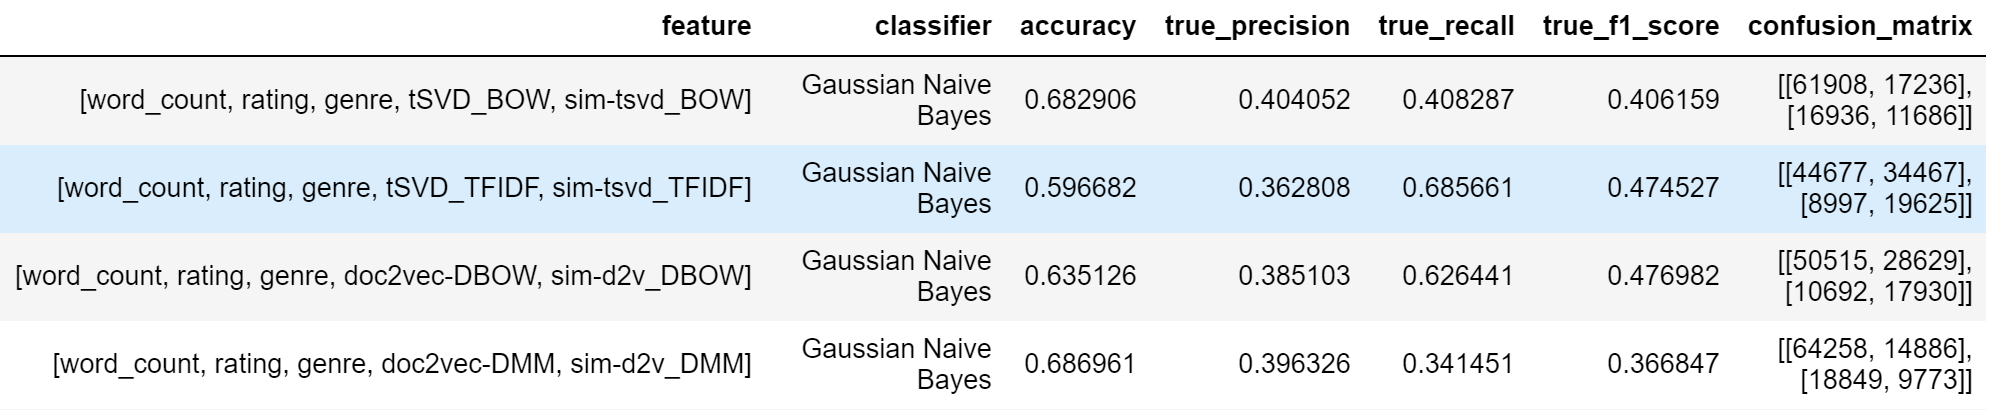 feature classifier accuracy true_precision true_recall true_f1_score confusion_matrix
[word_count, rating, genre, tSVD_BOW, sim-tsvd_BOW] Gaussian Naive Bayes 0.682906 0.404052 0.408287 0.406159 [[61908, 17236], [16936, 11686]]
[word_count, rating, genre, tSVD_TFIDF, sim-tsvd_TFIDF] Gaussian Naive Bayes 0.596682 0.362808 0.685661 0.474527 [[44677, 34467], [8997, 19625]]
[word_count, rating, genre, doc2vec-DBOW, sim-d2v_DBOW] Gaussian Naive Bayes 0.635126 0.385103 0.626441 0.476982 [[50515, 28629], [10692, 17930]]
[word_count, rating, genre, doc2vec-DMM, sim-d2v_DMM] Gaussian Naive Bayes 0.686961 0.396326 0.341451 0.366847 [[64258, 14886], [18849, 9773]]